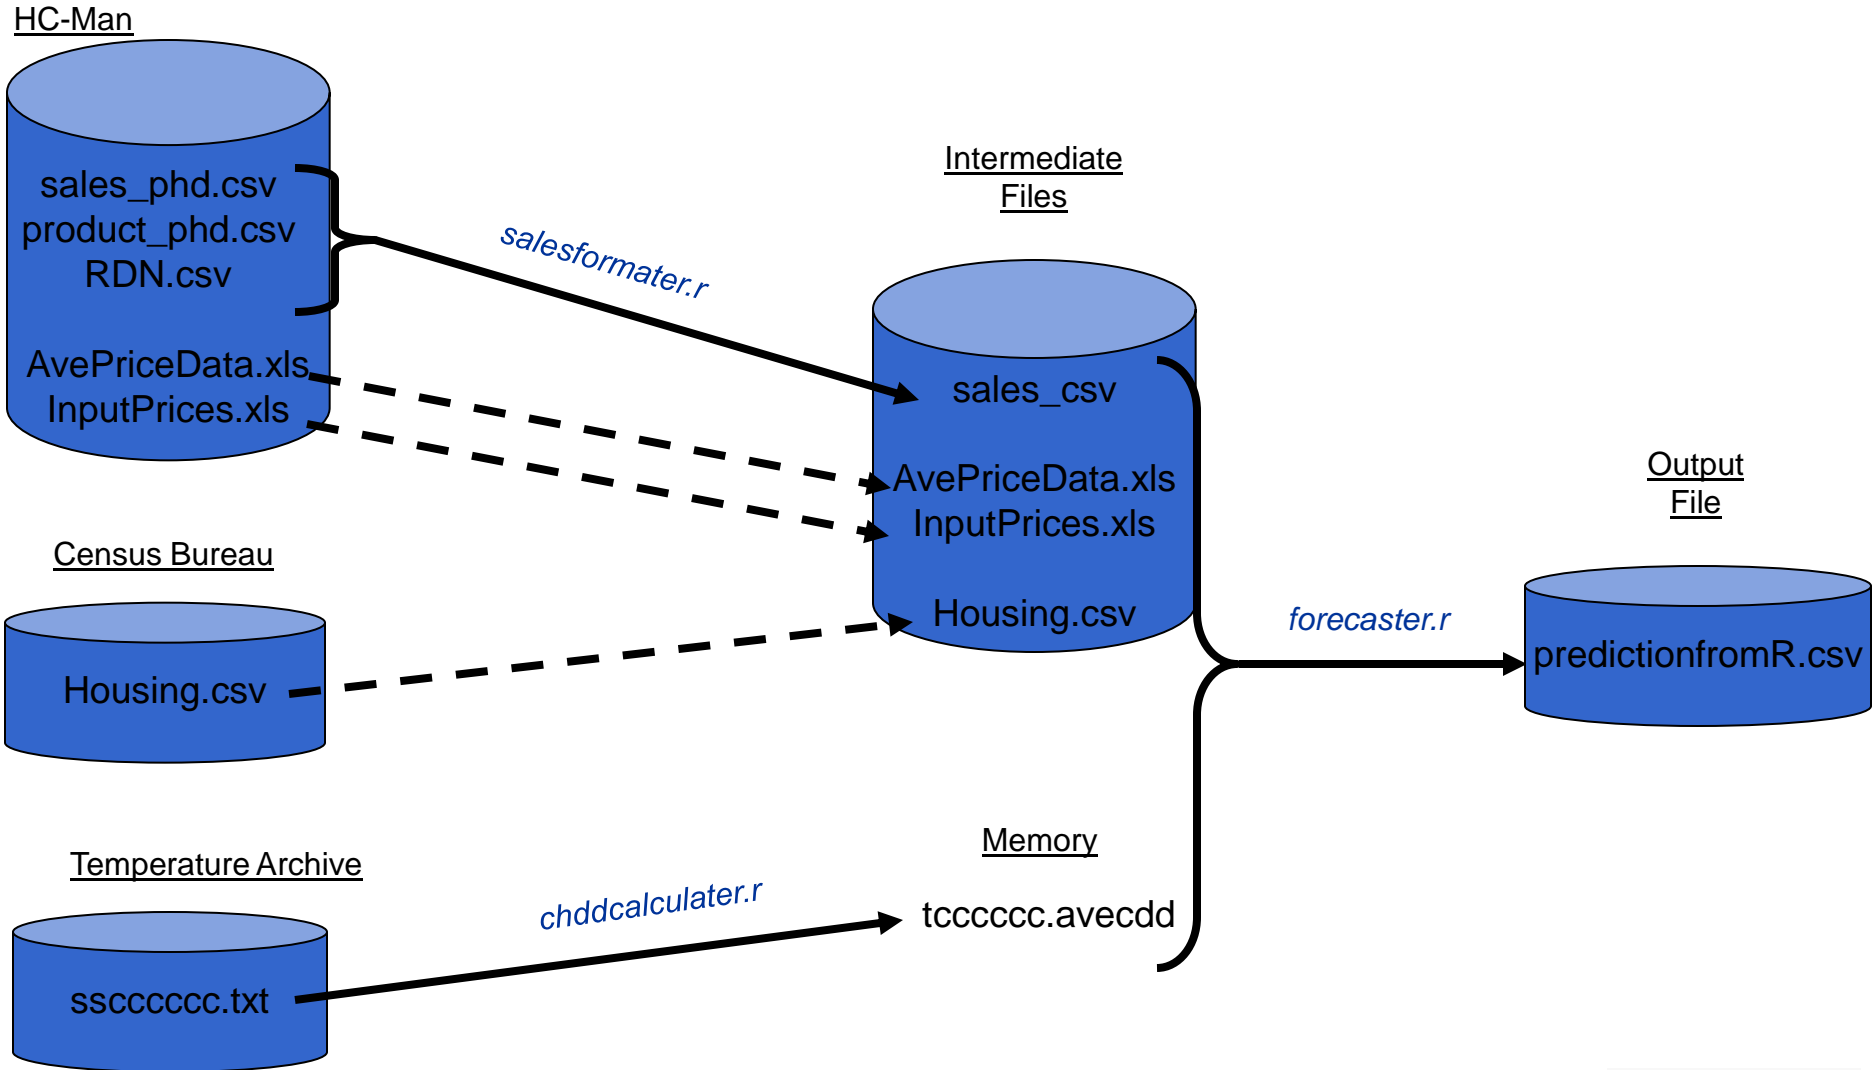 HC-Man
sales_phd.csv
product_phd.csv
RDN.csv
AvePriceData.xls
InputPrices.xls
salesformater.r
Intermediate
Files
sales_csv
AvePriceData.xls
InputPrices.xls
Housing.csv
Census Bureau
Housing.csv
Temperature Archive
sscccccc.txt
chddcalculater.r
Memory
tcccccc.avecdd
forecaster.r
Output
File
predictionfromR.csv